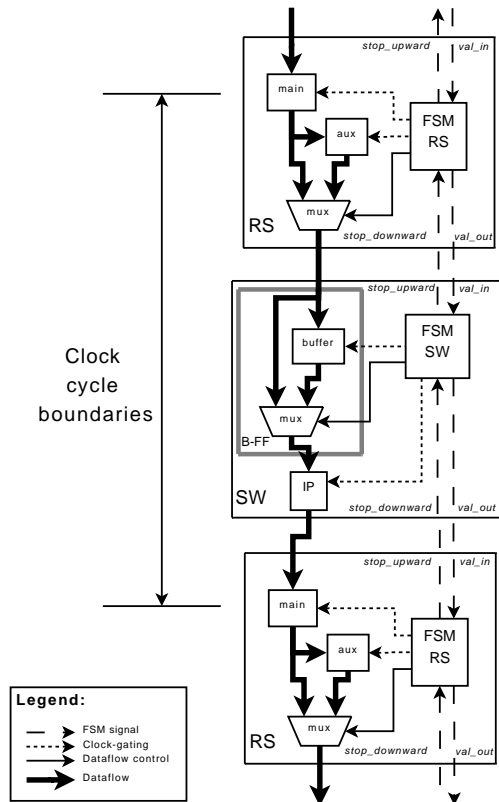 stop_upward
val_in
main
FSM
RS
aux
mux
RS
stop_downward
val_out
stop_upward
val_in
buffer
FSM
SW
Clock
cycle
boundaries
mux
B-FF
IP
SW
stop_downward
val_out
stop_upward
val_in
main
FSM
RS
aux
mux
RS
stop_downward
val_out
Legend:
FSM signal
Clock-gating
Dataflow control
Dataflow